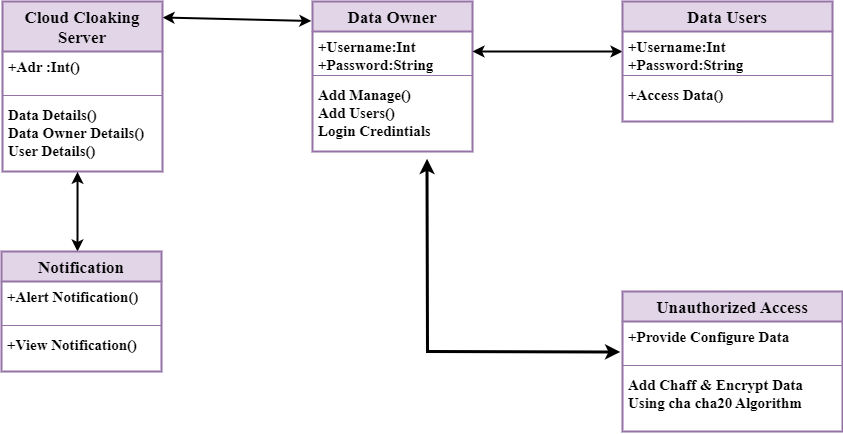 Cloud Cloaking
Server
+Adr :Int()
Data Details()
Data Owner Details()
User Details()
Data Owner
+Username:Int
+Password:String
Add Manage()
Add Users()
Login Credintials
Data Users
+Username:Int
+Password:String
+Access Data()
Notification
+Alert Notification()
+View Notification()
Unauthorized Access
+Provide Configure Data
Add Chaff & Encrypt Data
Using cha cha20 Algorithm